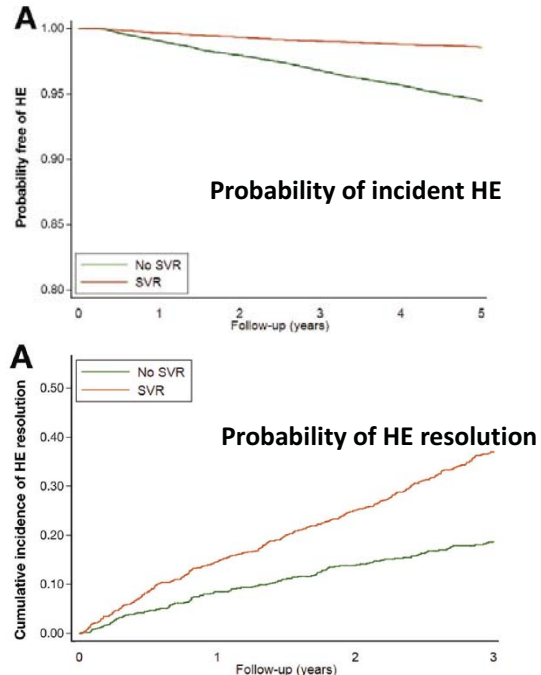 A
Probability free of HE
1.00
0.95
0.90
0.85
0.80
Probability of incident HE
No SVR
SVR
0 1 2 3 4 5
Follow-up (years)
A
Cumulative incidence of HE resolution
No SVR
SVR
0.50
0.40
0.30
0.20
0.10
0.00
Probability of HE resolution
0 1 2 3
Follow-up (years)